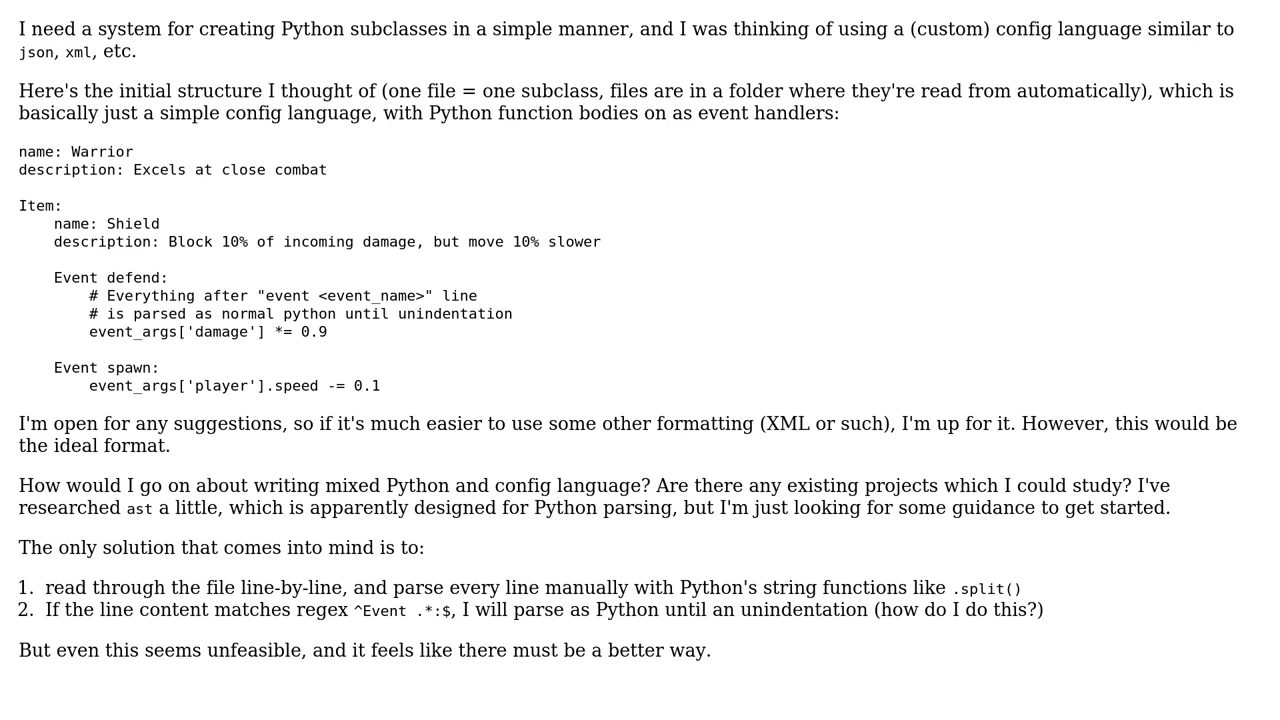 I need a system for creating Python subclasses in a simple manner, and I was thinking of using a (custom) config language similar to
json, xml, etc.
Here's the initial structure I thought of (one file = one subclass, files are in a folder where they're read from automatically), which is
basically just a simple config language, with Python function bodies on as event handlers:
name: Warrior
description: Excels at close combat
Item:
    name: Shield
    description: Block 10% of incoming damage, but move 10% slower
    Event defend:
        # Everything after "event <event_name>" line
        # is parsed as normal python until unindentation
        event_args['damage'] *= 0.9
    Event spawn:
        event_args['player'].speed -= 0.1
I'm open for any suggestions, so if it's much easier to use some other formatting (XML or such), I'm up for it. However, this would be
the ideal format.
How would I go on about writing mixed Python and config language? Are there any existing projects which I could study? I've
researched ast a little, which is apparently designed for Python parsing, but I'm just looking for some guidance to get started.
The only solution that comes into mind is to:
1. read through the file line-by-line, and parse every line manually with Python's string functions like .split()
2. If the line content matches regex ^Event .*:$, I will parse as Python until an unindentation (how do I do this?)
But even this seems unfeasible, and it feels like there must be a better way.